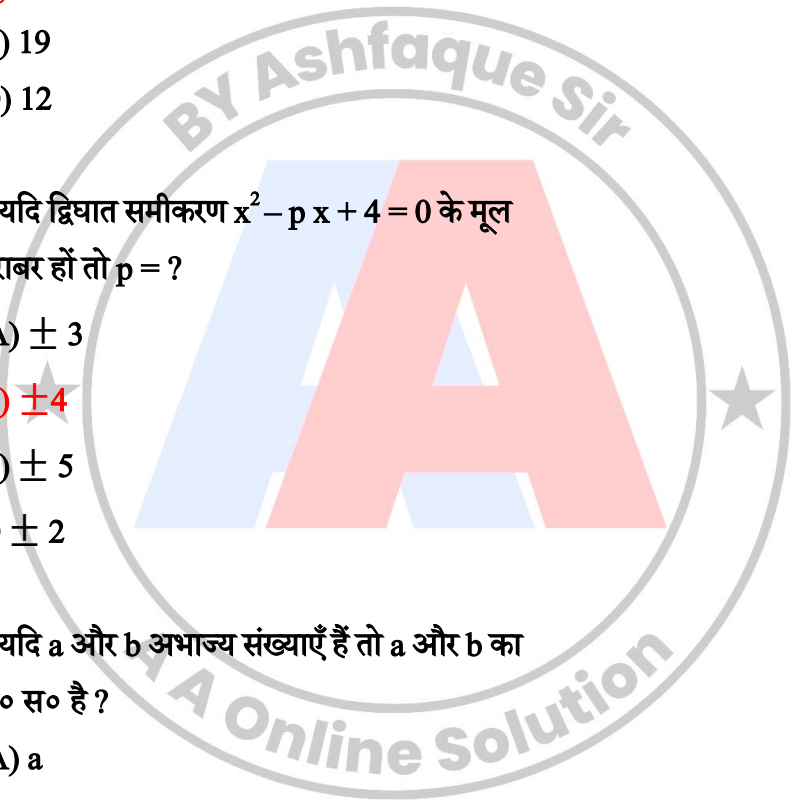 ) 19
) 12
BY Ashfaque Sir
यदि द्विघात समीकरण x² – p x + 4 = 0 के मूल
हों तो p = ?
A) ± 3
) ±4
) ± 5
± 2
यदि a और b अभाज्य संख्याएँ हैं तो a और b का
स० है ?
A) a
A A Online Solution